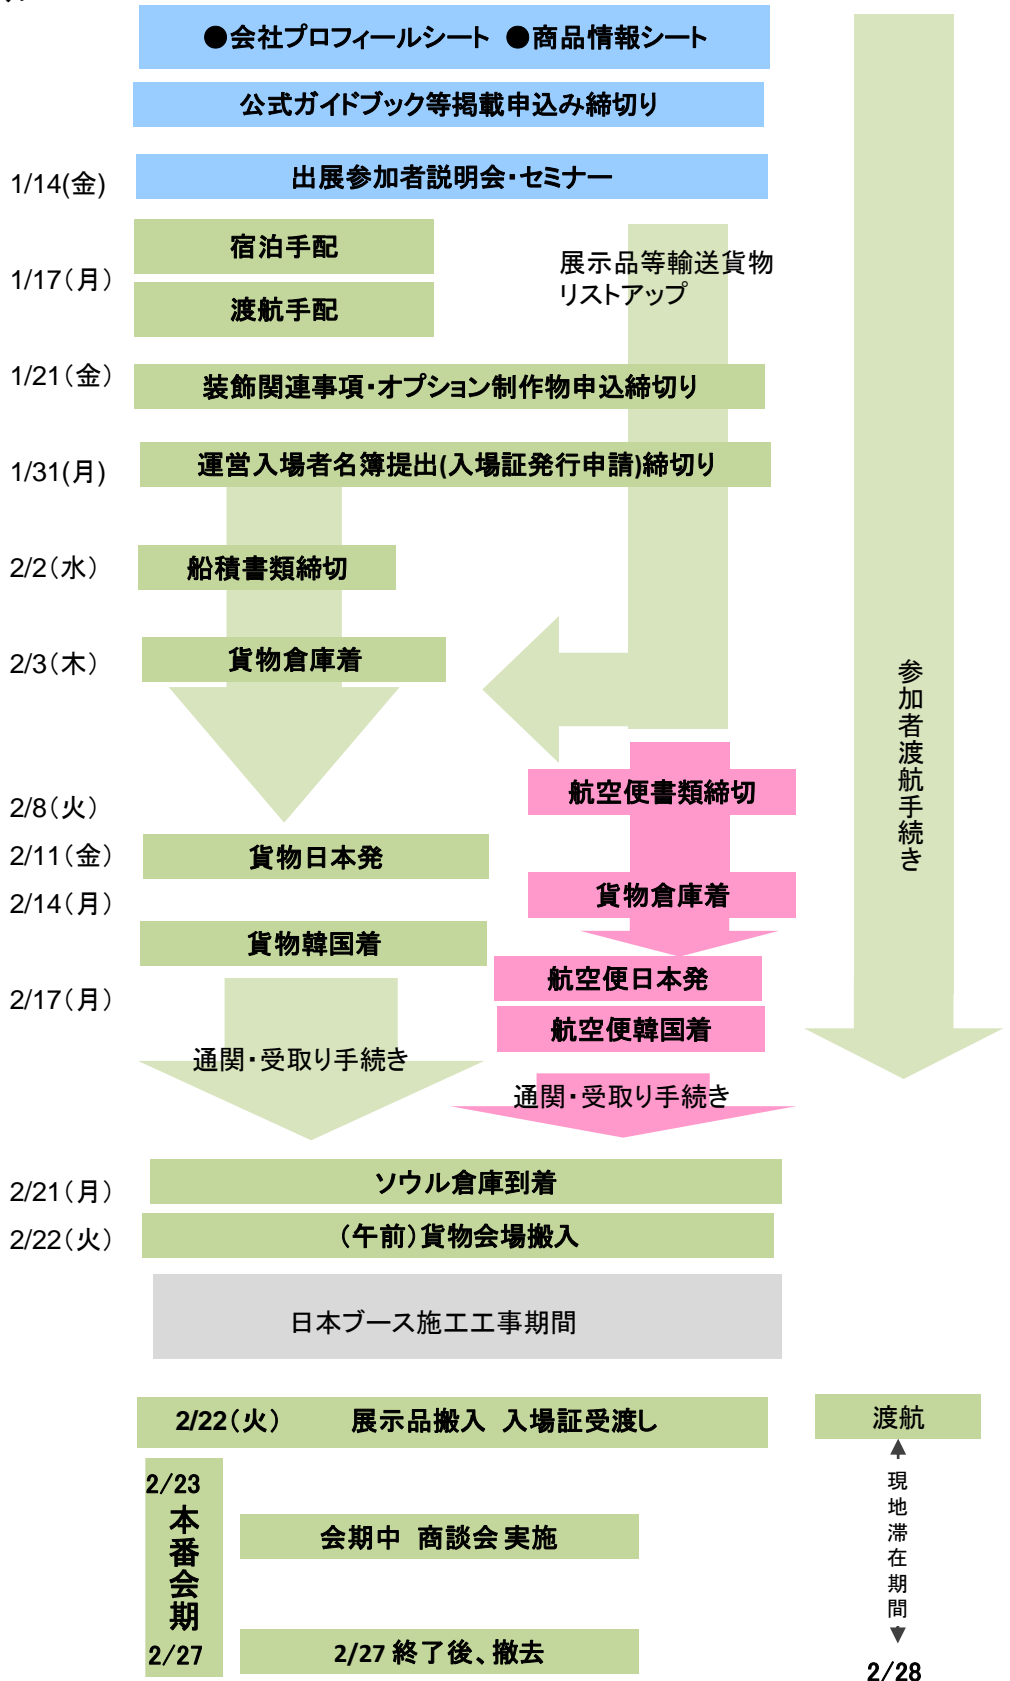 ●会社プロフィールシート ●商品情報シート
公式ガイドブック等掲載申込み締切り
1/14(金)
出展参加者説明会・セミナー
宿泊手配
1/17(月)
渡航手配
展示品等輸送貨物
リストアップ
1/21(金)
装飾関連事項・オプション制作物申込締切り
1/31(月)
運営入場者名簿提出(入場証発行申請)締切り
2/2(水)
船積書類締切
2/3(木)
貨物倉庫着
参加者渡航手続き
航空便書類締切
2/8(火)
2/11(金)
貨物日本発
2/14(月)
貨物倉庫着
貨物韓国着
航空便日本発
2/17(月)
航空便韓国着
通関・受取り手続き
通関・受取り手続き
2/21(月)
ソウル倉庫到着
2/22(火)
(午前)貨物会場搬入
日本ブース施工工事期間
2/22(火) 展示品搬入 入場証受渡し
渡航
2/23
本番会期
2/27
会期中 商談会実施
2/27 終了後、撤去
現地滞在期間
2/28